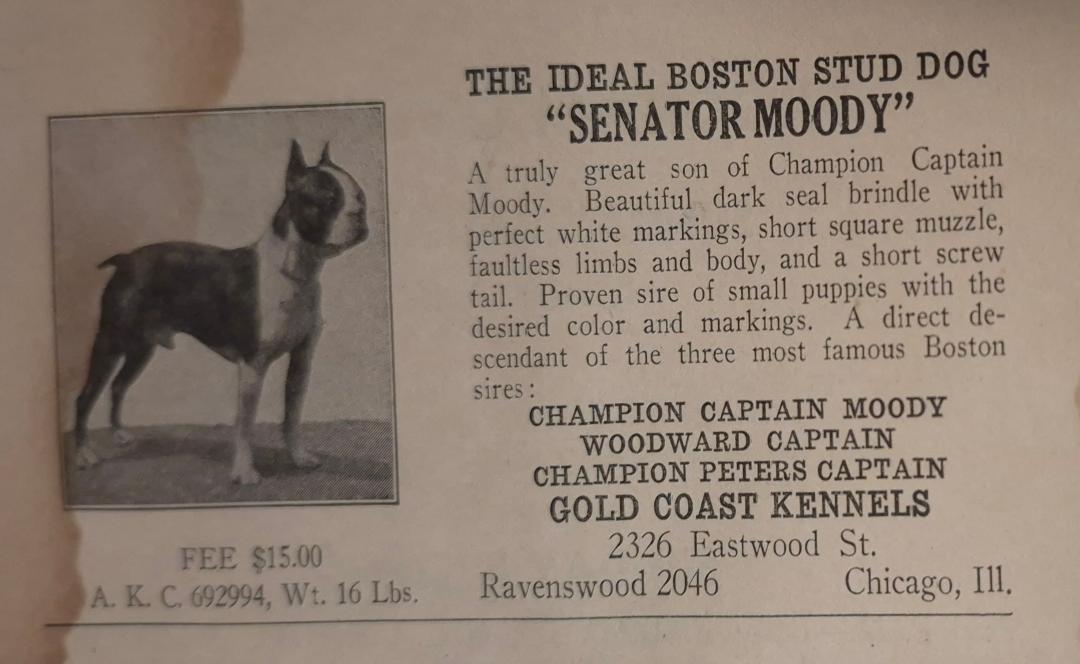 THE IDEAL BOSTON STUD DOG
“SENATOR MOODY”
A truly great son of Champion Captain
Moody. Beautiful dark seal brindle with
perfect white markings, short square muzzle,
faultless limbs and body, and a short screw
tail. Proven sire of small puppies with the
desired color and markings. A direct de-
scendant of the three most famous Boston
sires:
CHAMPION CAPTAIN MOODY
WOODWARD CAPTAIN
CHAMPION PETERS CAPTAIN
GOLD COAST KENNELS
2326 Eastwood St.
Ravenswood 2046 Chicago, Ill.
FEE $15.00
A. K. C. 692994, Wt. 16 Lbs.